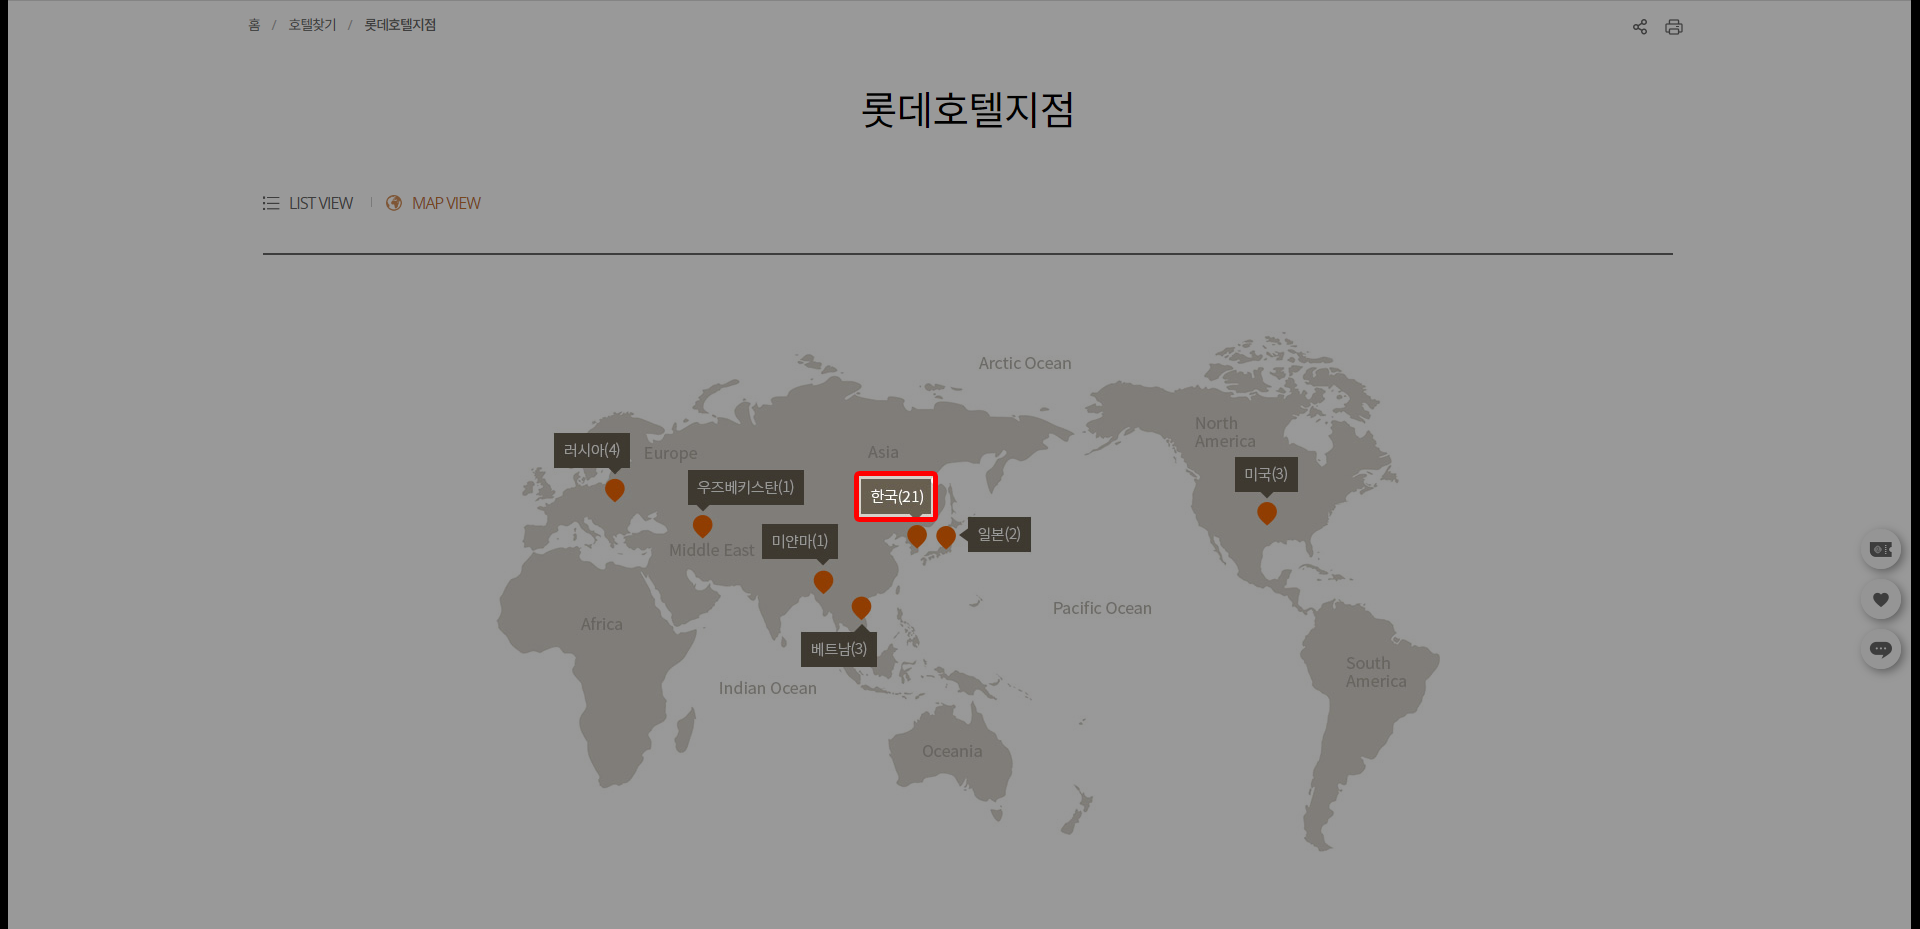 홈 / 호텔찾기 / 롯데호텔지점
롯데호텔지점
LIST VIEW | MAP VIEW
Arctic Ocean
North
America
러시아(4)
Europe
Asia
미국(3)
우즈베키스탄(1)
한국(21)
일본(2)
미얀마(1)
Middle East
Pacific Ocean
Africa
베트남(3)
South
America
Indian Ocean
Oceania